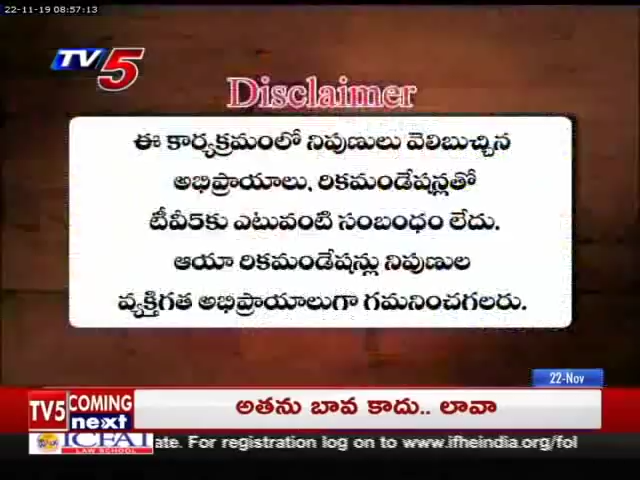 22-11-19 08:57:13
TV5
Disclaimer
ఈ కార్యక్రమంలో నిపుణులు వెలిబుచ్చిన
అభిప్రాయాలు, రికమండేషన్లతో
టీవీ5కు ఎటువంటి సంబంధం లేదు.
ఆయా రికమండేషన్లు నిపుణుల
వ్యక్తిగత అభిప్రాయాలుగా గమనించగలరు.
22-Nov
TV5 COMING next
అతను బావ కాదు.. లావా
ICFAI
LAW SCHOOL
ate. For registration log on to www.ifheindia.org/fol